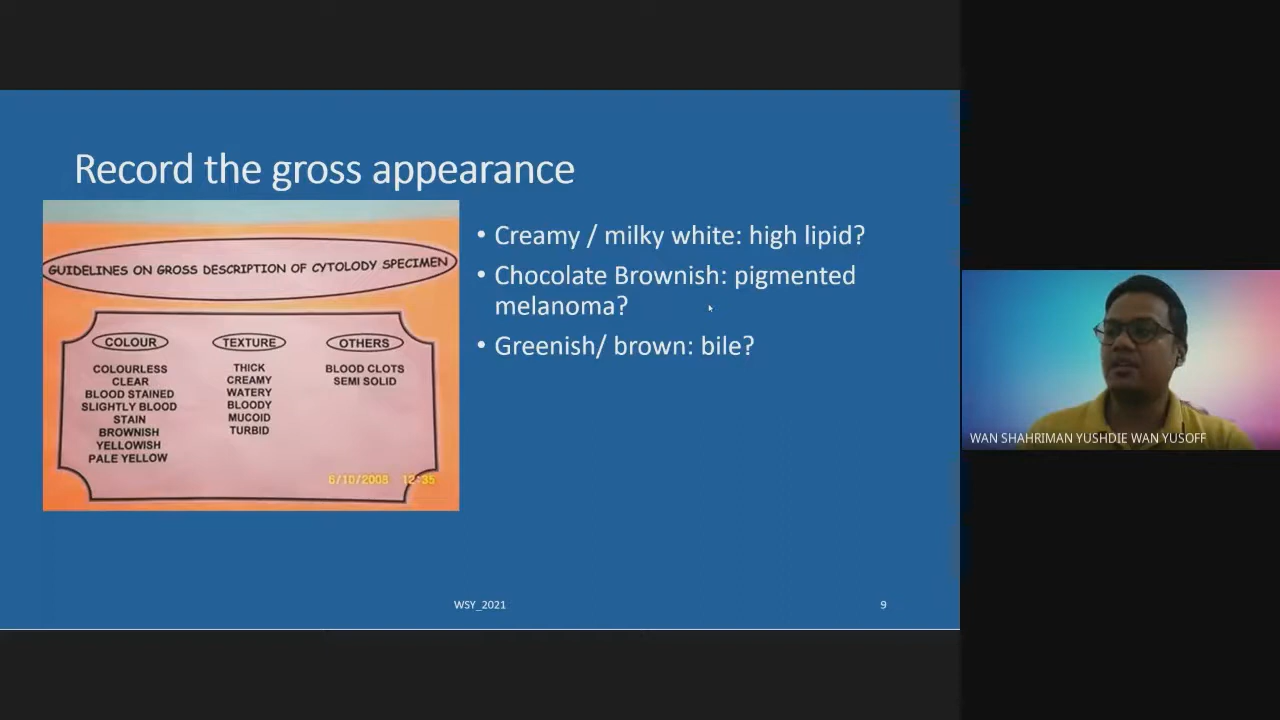 Record the gross appearance
GUIDELINES ON GROSS DESCRIPTION OF CYTOLODY SPECIMEN
COLOUR
COLOURLESS
CLEAR
BLOOD STAINED
SLIGHTLY BLOOD
STAIN
BROWNISH
YELLOWISH
PALE YELLOW
TEXTURE
THICK
CREAMY
WATERY
BLOODY
MUCOID
TURBID
OTHERS
BLOOD CLOTS
SEMI SOLID
6/10/2008 12:35
• Creamy / milky white: high lipid?
• Chocolate Brownish: pigmented
melanoma?
• Greenish/ brown: bile?
WSY_2021
9
WAN SHAHRIMAN YUSHDIE WAN YUSOFF